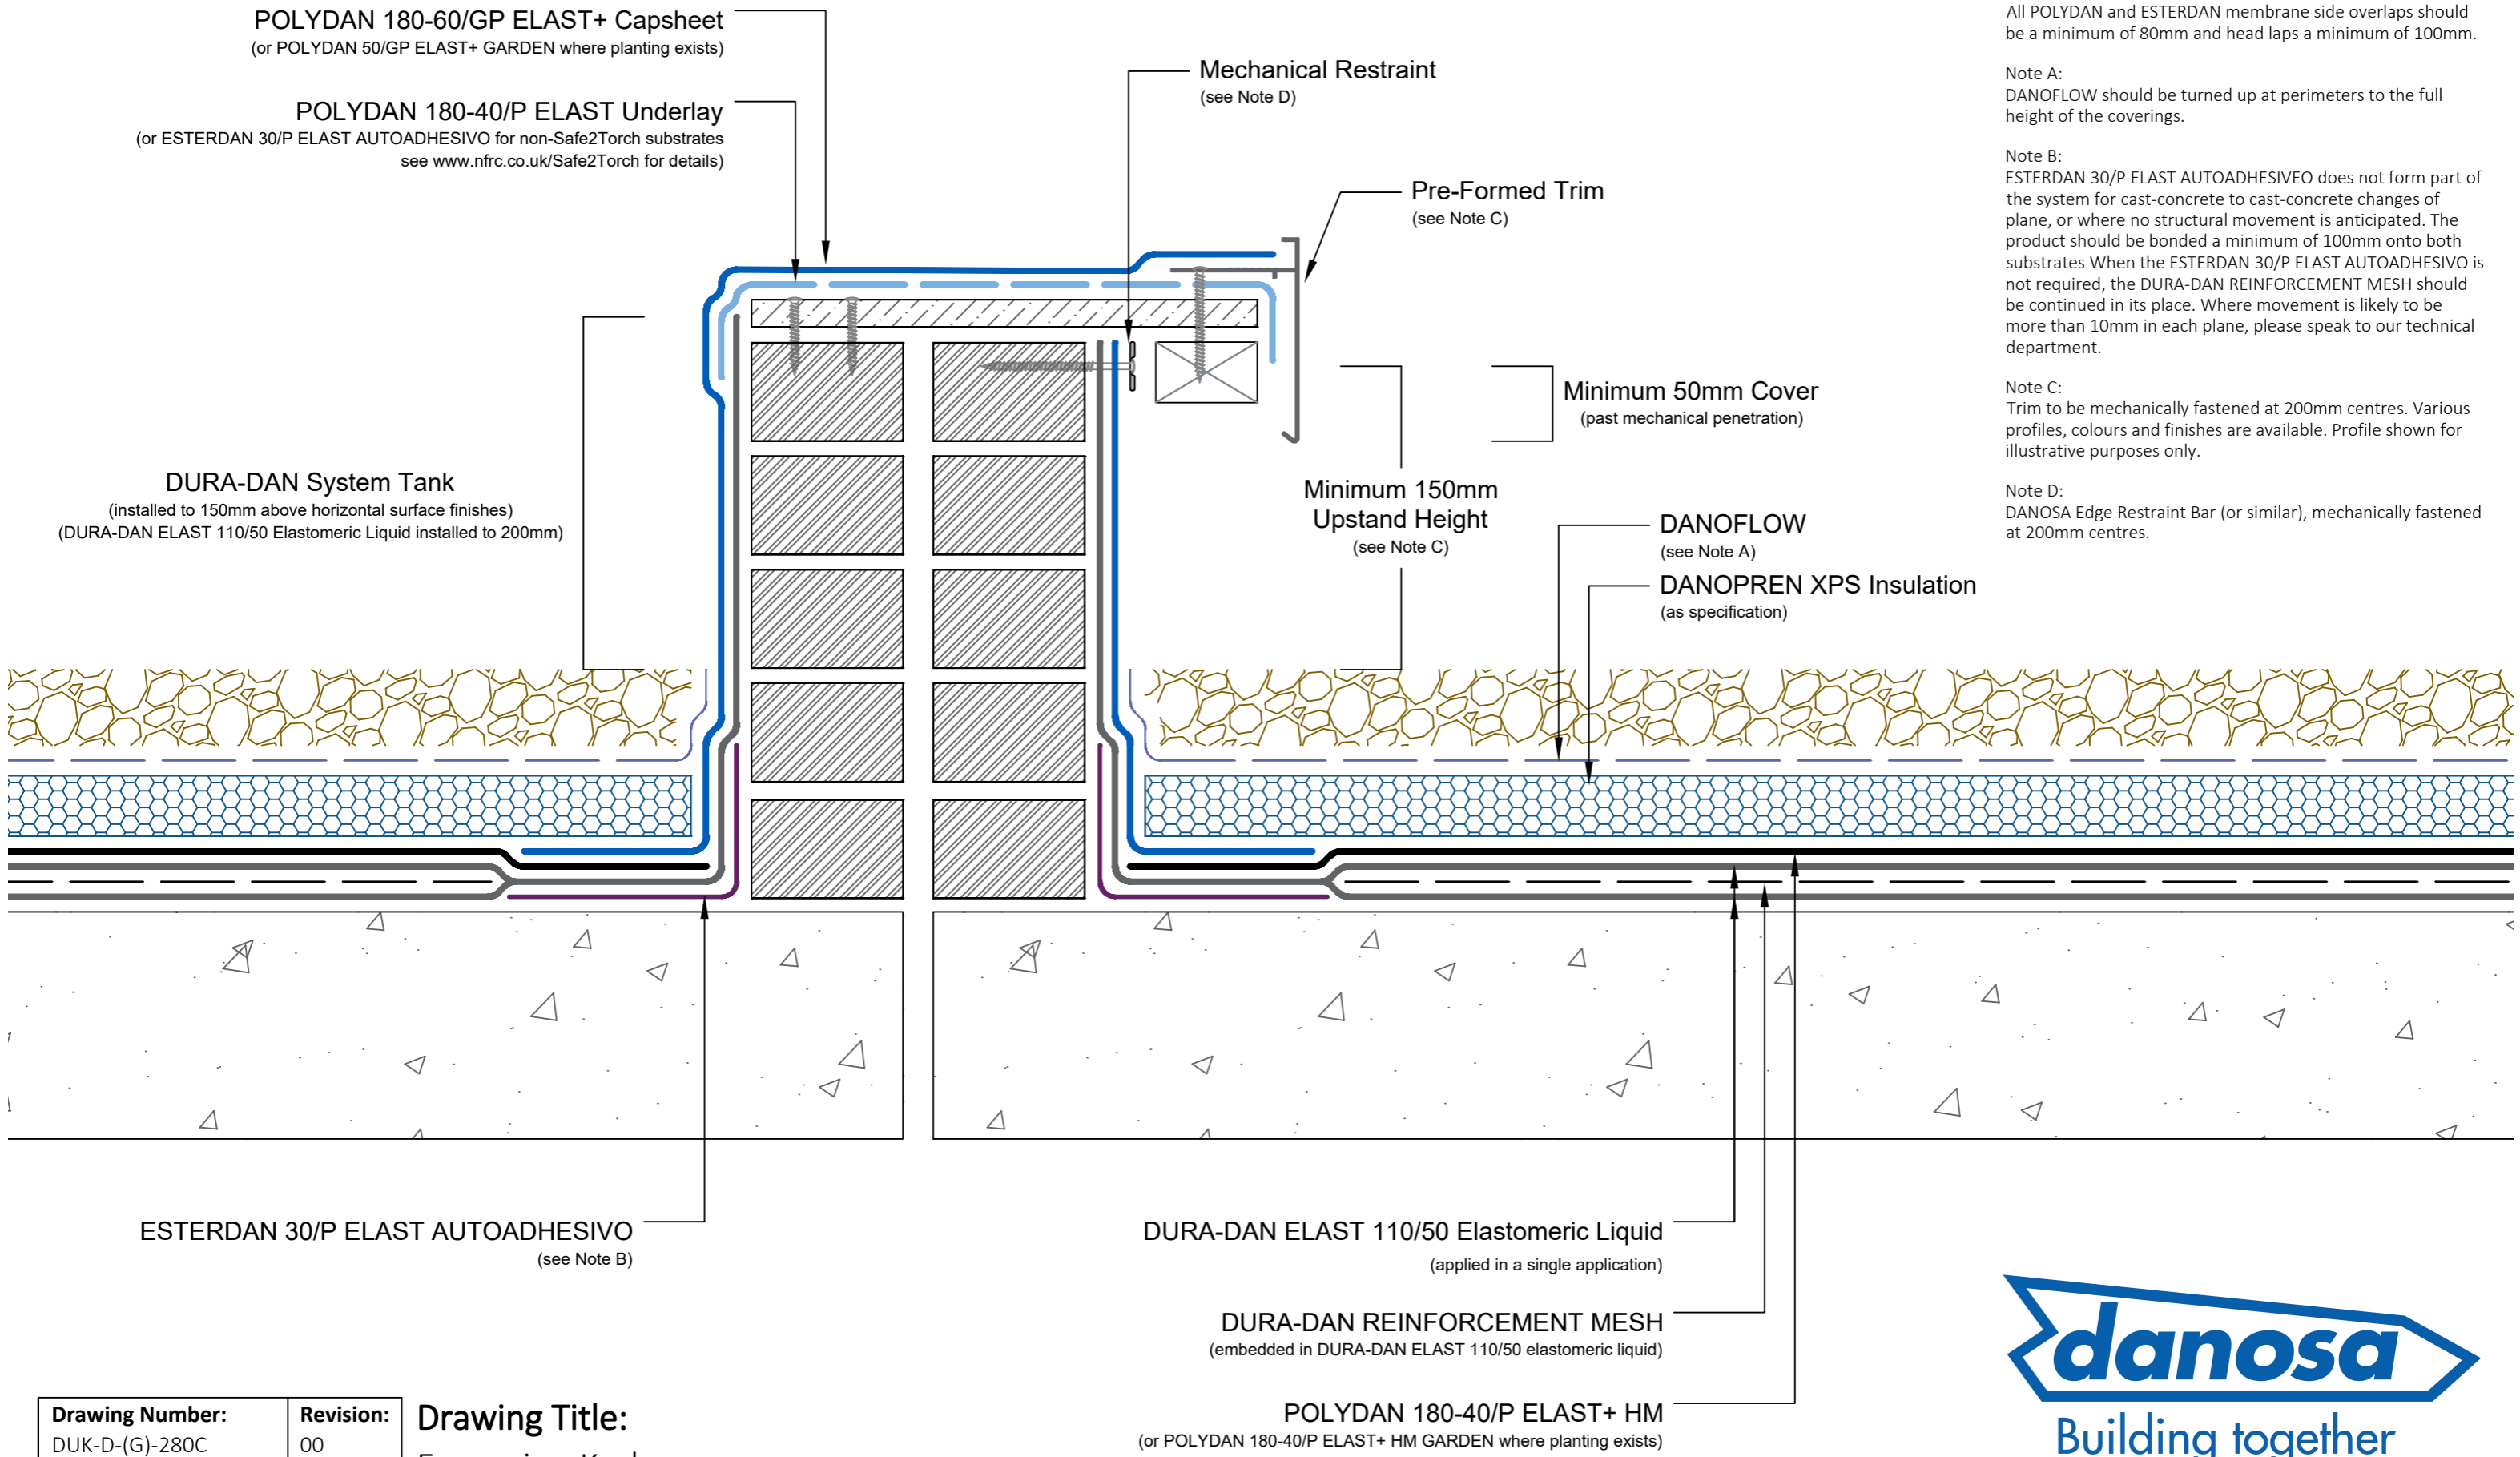 POLYDAN 180-60/GP ELAST+ Capsheet
(or POLYDAN 50/GP ELAST+ GARDEN where planting exists)
POLYDAN 180-40/P ELAST Underlay
(or ESTERDAN 30/P ELAST AUTOADHESIVO for non-Safe2Torch substrates
see www.nfrc.co.uk/Safe2Torch for details)
Mechanical Restraint
(see Note D)
Pre-Formed Trim
(see Note C)
Minimum 50mm Cover
(past mechanical penetration)
DURA-DAN System Tank
(installed to 150mm above horizontal surface finishes)
(DURA-DAN ELAST 110/50 Elastomeric Liquid installed to 200mm)
Minimum 150mm
Upstand Height
(see Note C)
DANOFLOW
(see Note A)
DANOPREN XPS Insulation
(as specification)
All POLYDAN and ESTERDAN membrane side overlaps should
be a minimum of 80mm and head laps a minimum of 100mm.
Note A:
DANOFLOW should be turned up at perimeters to the full
height of the coverings.
Note B:
ESTERDAN 30/P ELAST AUTOADHESIVEO does not form part of
the system for cast-concrete to cast-concrete changes of
plane, or where no structural movement is anticipated. The
product should be bonded a minimum of 100mm onto both
substrates When the ESTERDAN 30/P ELAST AUTOADHESIVO is
not required, the DURA-DAN REINFORCEMENT MESH should
be continued in its place. Where movement is likely to be
more than 10mm in each plane, please speak to our technical
department.
Note C:
Trim to be mechanically fastened at 200mm centres. Various
profiles, colours and finishes are available. Profile shown for
illustrative purposes only.
Note D:
DANOSA Edge Restraint Bar (or similar), mechanically fastened
at 200mm centres.
ESTERDAN 30/P ELAST AUTOADHESIVO
(see Note B)
DURA-DAN ELAST 110/50 Elastomeric Liquid
(applied in a single application)
DURA-DAN REINFORCEMENT MESH
(embedded in DURA-DAN ELAST 110/50 elastomeric liquid)
POLYDAN 180-40/P ELAST+ HM
(or POLYDAN 180-40/P ELAST+ HM GARDEN where planting exists)
Drawing Number:
DUK-D-(G)-280C
Revision:
00
Drawing Title:
danosa
Building together